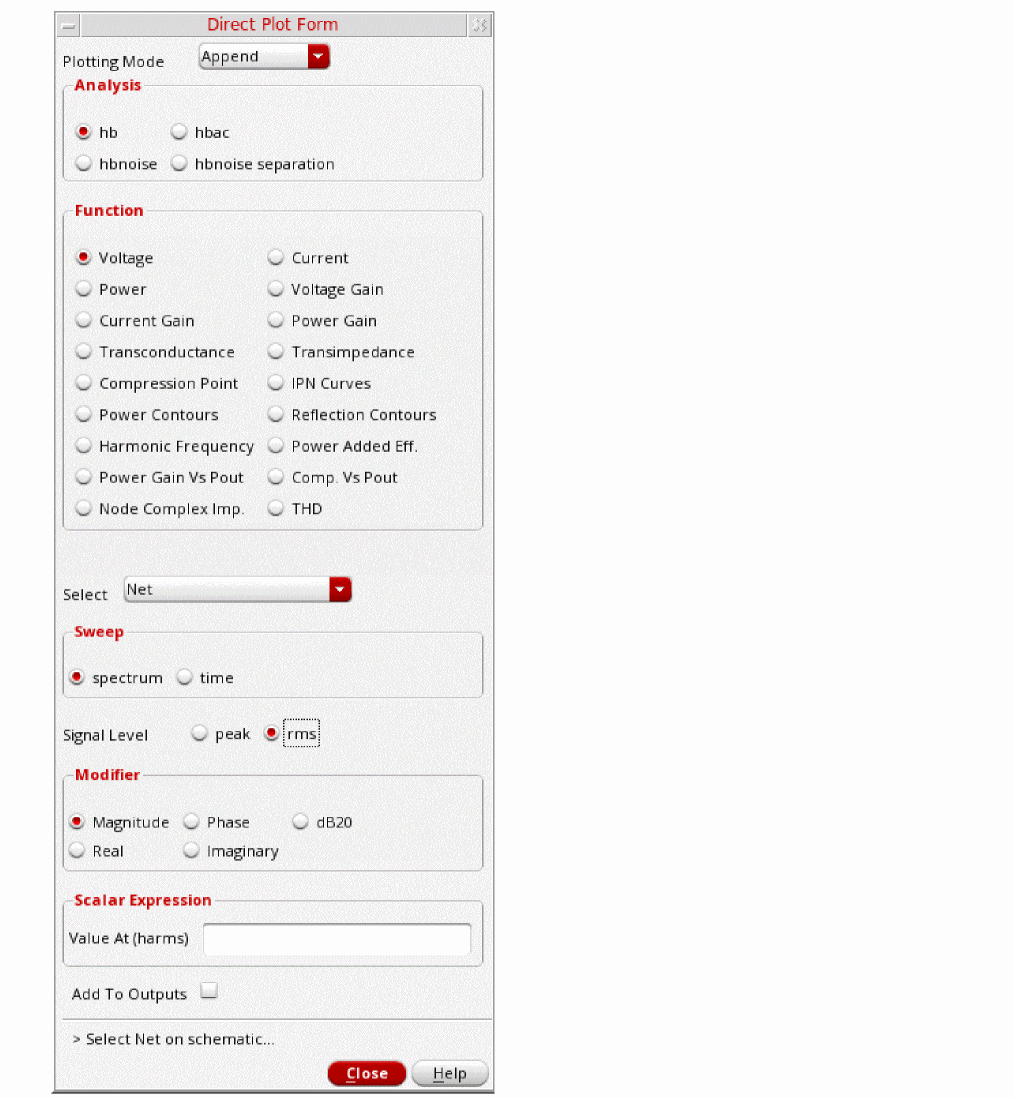 Direct Plot Form
Plotting Mode Append
Analysis
hb hbac
hbnoise hbnoise separation
Function
Voltage Current
Power Voltage Gain
Current Gain Power Gain
Transconductance Transimpedance
Compression Point IPN Curves
Power Contours Reflection Contours
Harmonic Frequency Power Added Eff.
Power Gain Vs Pout Comp. Vs Pout
Node Complex Imp. THD
Select Net
Sweep
spectrum time
Signal Level peak rms
Modifier
Magnitude Phase dB20
Real Imaginary
Scalar Expression
Value At (harms)
Add To Outputs
> Select Net on schematic...
Close Help